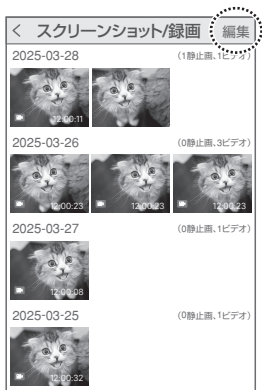 < スクリーンショット/録画 編集
2025-03-28 (1静止画、1ビデオ)
12:00:11
2025-03-26 (0静止画、3ビデオ)
12:00:23 12:00:23 12:00:23
2025-03-27 (0静止画、1ビデオ)
12:00:08
2025-03-25 (0静止画、1ビデオ)
12:00:32